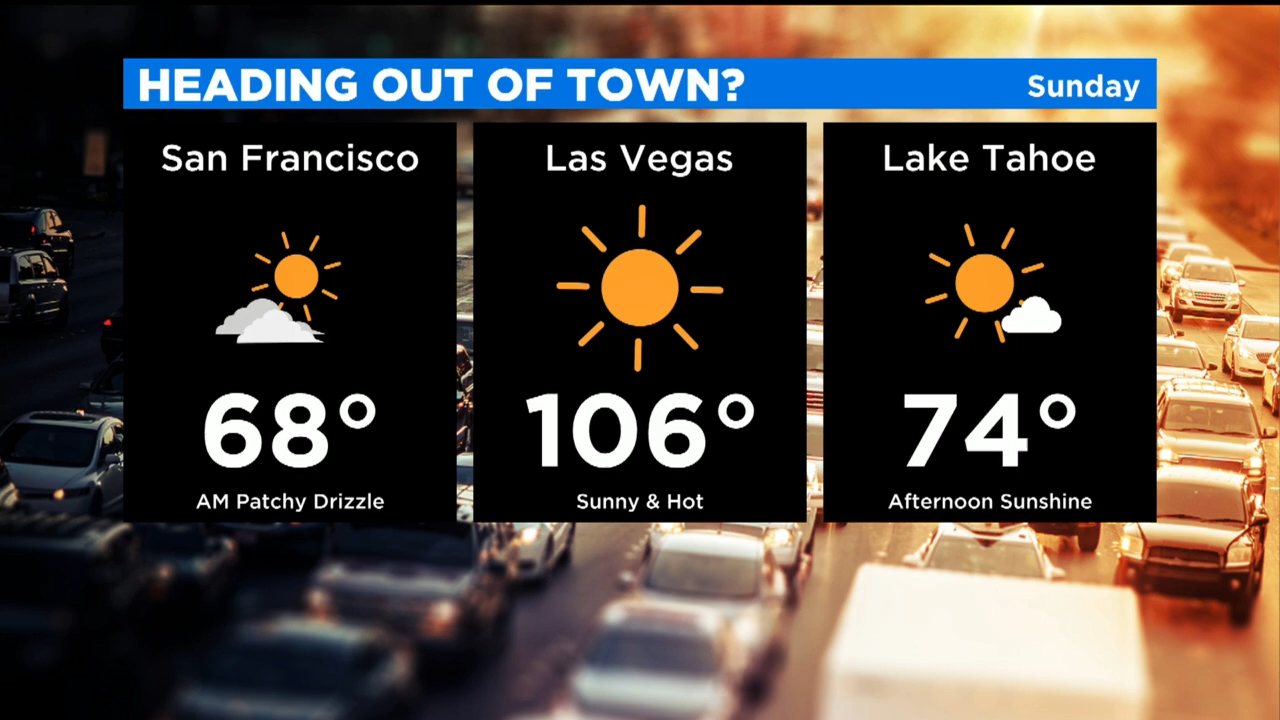 HEADING OUT OF TOWN?
Sunday
San Francisco
68°
AM Patchy Drizzle
Las Vegas
106°
Sunny & Hot
Lake Tahoe
74°
Afternoon Sunshine